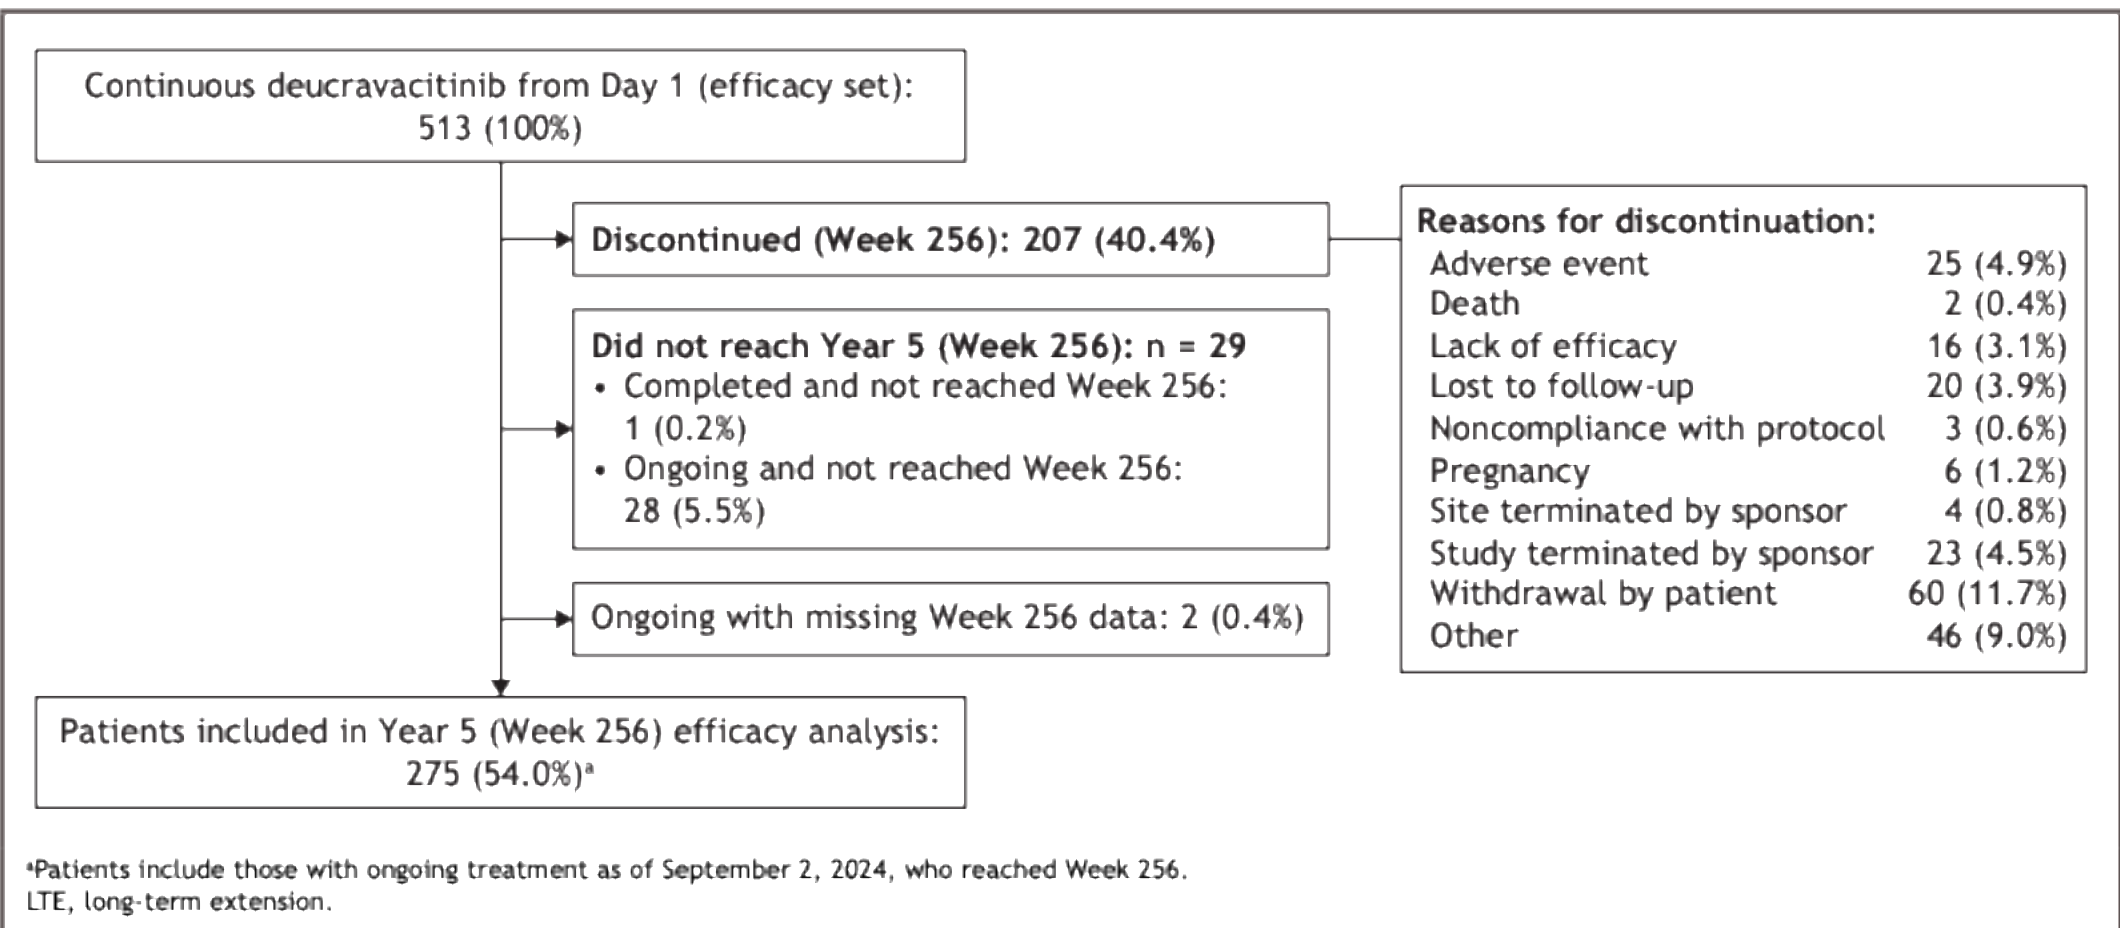 Continuous deucravacitinib from Day 1 (efficacy set):
513 (100%)
Discontinued (Week 256): 207 (40.4%)
Did not reach Year 5 (Week 256): n = 29
• Completed and not reached Week 256:
1 (0.2%)
• Ongoing and not reached Week 256:
28 (5.5%)
Ongoing with missing Week 256 data: 2 (0.4%)
Reasons for discontinuation:
Adverse event 25 (4.9%)
Death 2 (0.4%)
Lack of efficacy 16 (3.1%)
Lost to follow-up 20 (3.9%)
Noncompliance with protocol 3 (0.6%)
Pregnancy 6 (1.2%)
Site terminated by sponsor 4 (0.8%)
Study terminated by sponsor 23 (4.5%)
Withdrawal by patient 60 (11.7%)
Other 46 (9.0%)
Patients included in Year 5 (Week 256) efficacy analysis:
275 (54.0%)ᵃ
ᵃPatients include those with ongoing treatment as of September 2, 2024, who reached Week 256.
LTE, long-term extension.